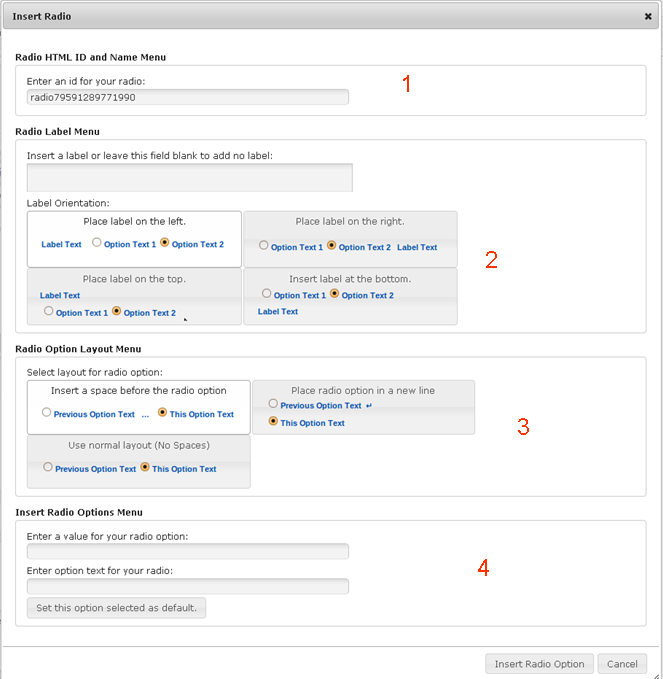 Insert Radio
Radio HTML ID and Name Menu
Enter an id for your radio:
radio79591289771990
1
Radio Label Menu
Insert a label or leave this field blank to add no label:
Label Orientation:
Place label on the left.
Label Text Option Text 1 Option Text 2
Place label on the right.
Option Text 1 Option Text 2 Label Text
2
Place label on the top.
Label Text
Option Text 1 Option Text 2
Insert label at the bottom.
Option Text 1 Option Text 2
Label Text
Radio Option Layout Menu
Select layout for radio option:
Insert a space before the radio option
Previous Option Text ... This Option Text
Place radio option in a new line
Previous Option Text ↵
This Option Text
3
Use normal layout (No Spaces)
Previous Option Text This Option Text
Insert Radio Options Menu
Enter a value for your radio option:
Enter option text for your radio:
4
Set this option selected as default.
Insert Radio Option Cancel